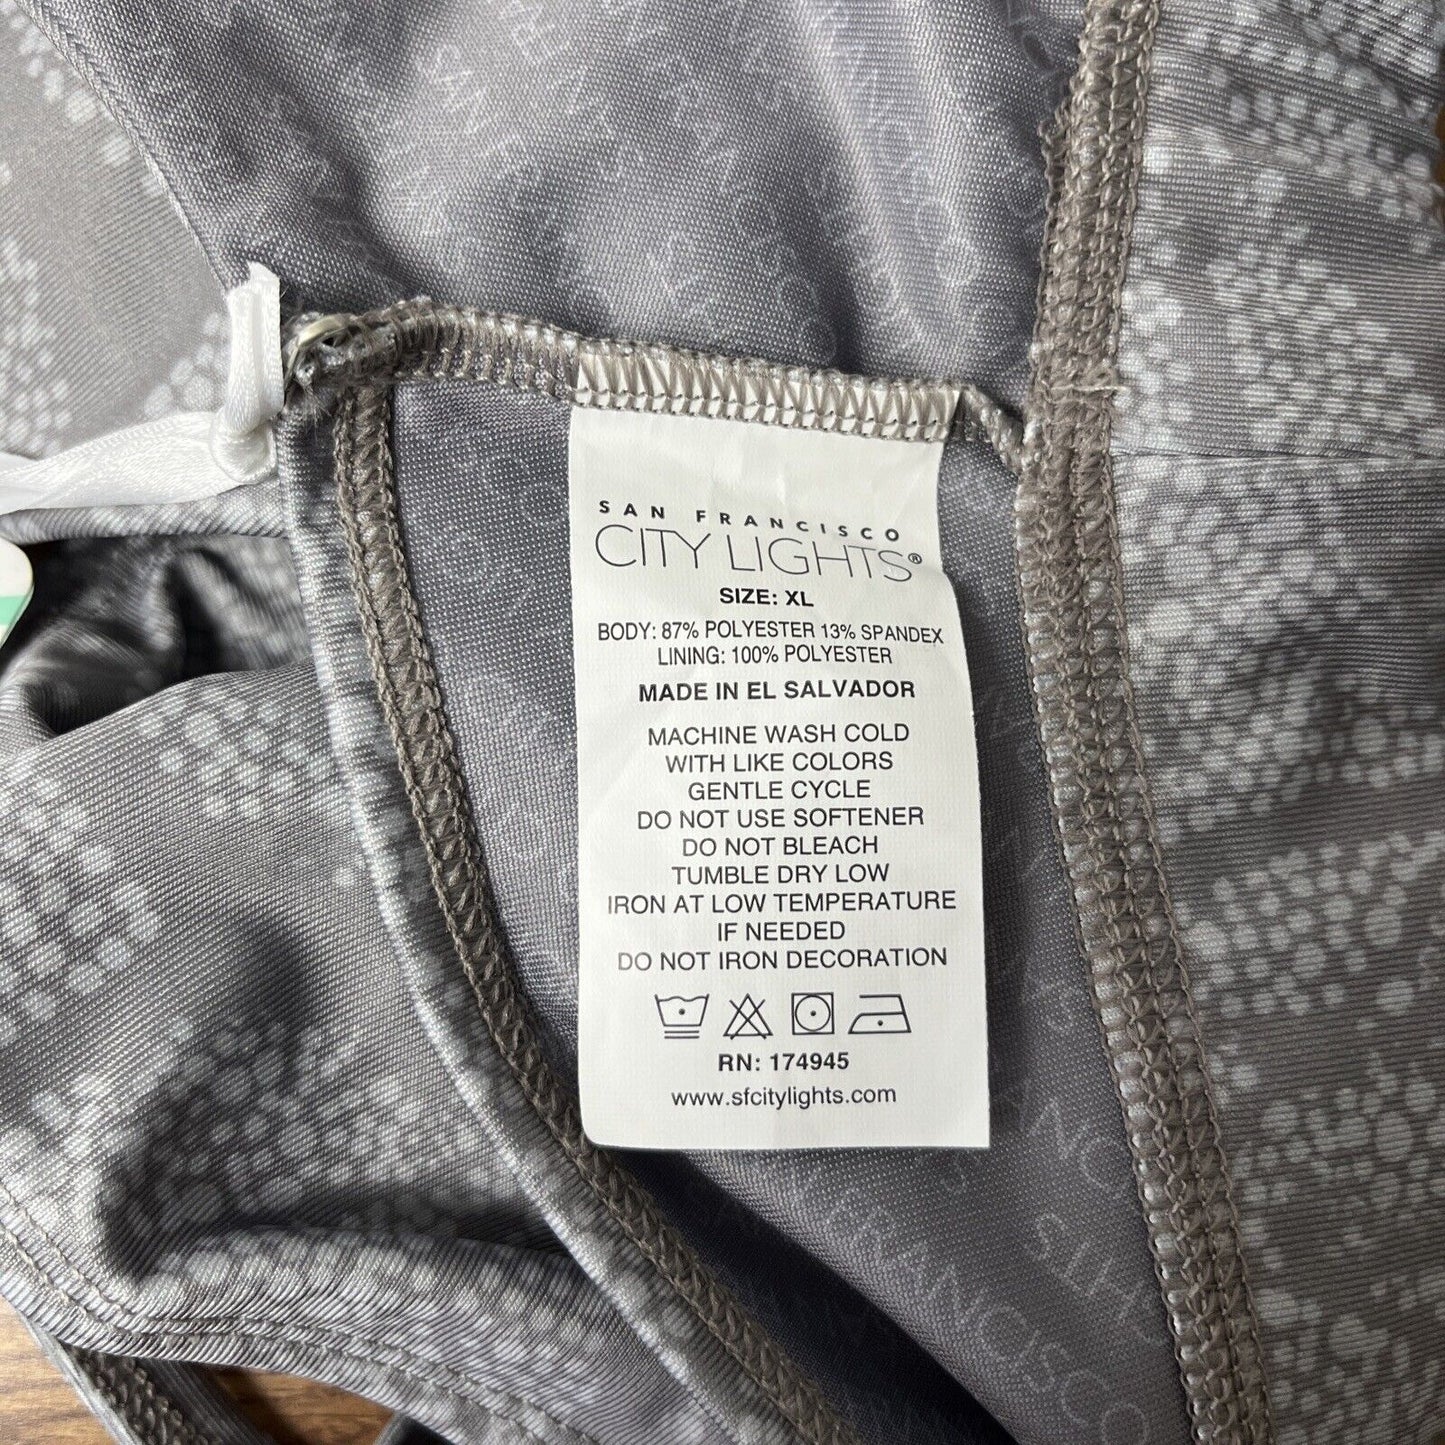 SAN FRANCISCO
CITY LIGHTS®
SIZE: XL
BODY: 87% POLYESTER 13% SPANDEX
LINING: 100% POLYESTER
MADE IN EL SALVADOR
MACHINE WASH COLD
WITH LIKE COLORS
GENTLE CYCLE
DO NOT USE SOFTENER
DO NOT BLEACH
TUMBLE DRY LOW
IRON AT LOW TEMPERATURE
IF NEEDED
DO NOT IRON DECORATION
RN: 174945
www.sfcitylights.com